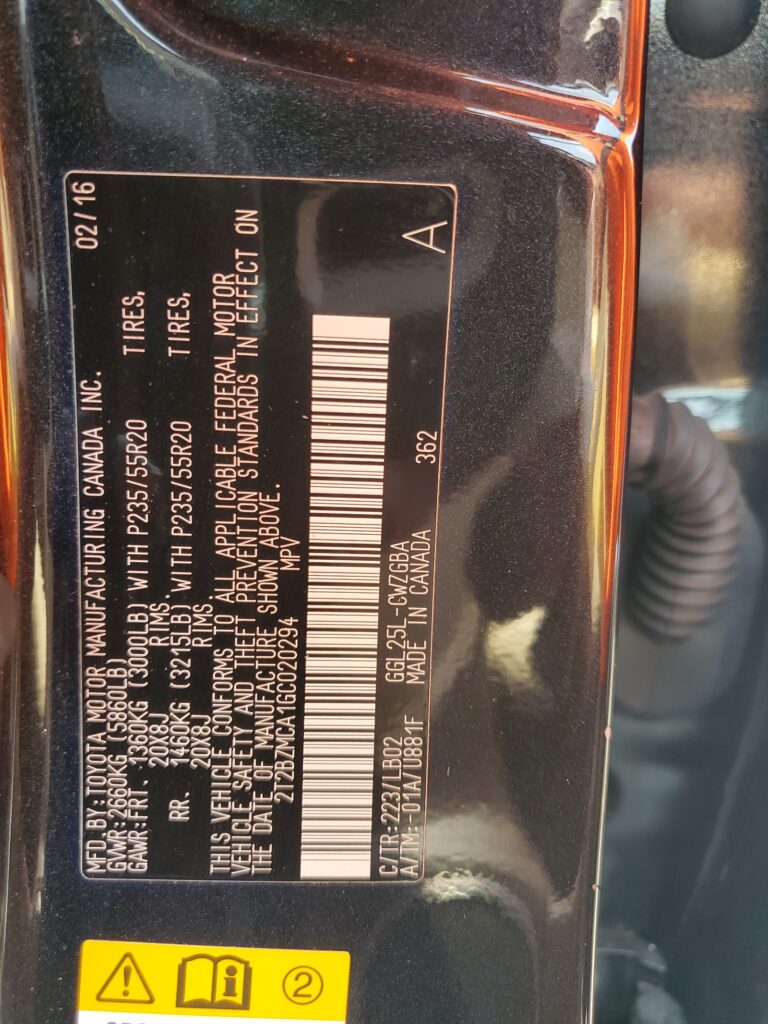 02/16
MFD.BY:TOYOTA MOTOR MANUFACTURING CANADA INC.
GVWR:2660KG (5860LB)
GAWR:FRT. 1360KG (3000LB) WITH P235/55R20 TIRES,
20X8J RIMS.
RR. 1460KG (3215LB) WITH P235/55R20 TIRES,
20X8J RIMS
THIS VEHICLE CONFORMS TO ALL APPLICABLE FEDERAL MOTOR
VEHICLE SAFETY AND THEFT PREVENTION STANDARDS IN EFFECT ON
THE DATE OF MANUFACTURE SHOWN ABOVE.
2T2BZMCA1GC020294 MPV
C/TR:223/LB02 GGL25L-CWZGBA
A/TM:-01A/U881F MADE IN CANADA 362 A
2